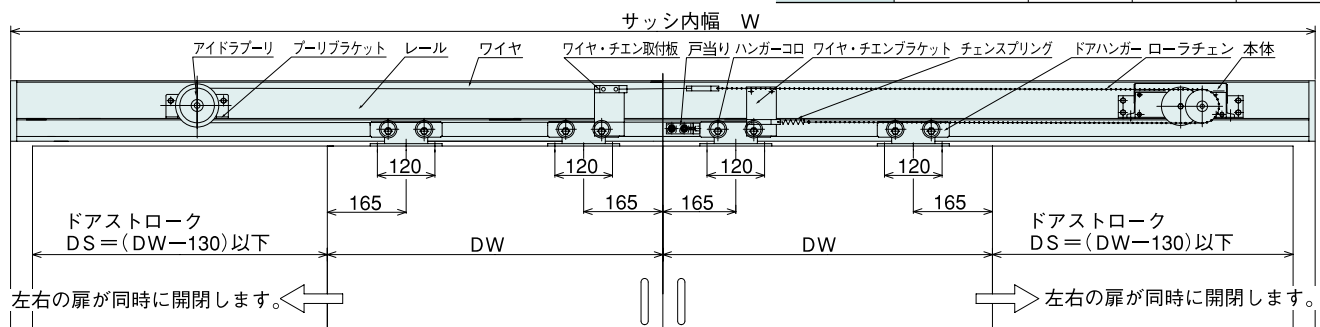 サッシ内幅 W
アイドラプーリ プーリブラケット レール ワイヤ ワイヤ・チエン取付板 戸当り ハンガーコロ ワイヤ・チエンブラケット チェンスプリング ドアハンガー ローラチェン 本体
120 120 120 120
165 165 165 165
ドアストローク
DS=(DW−130)以下
DW DW
ドアストローク
DS=(DW−130)以下
左右の扉が同時に開閉します。
左右の扉が同時に開閉します。